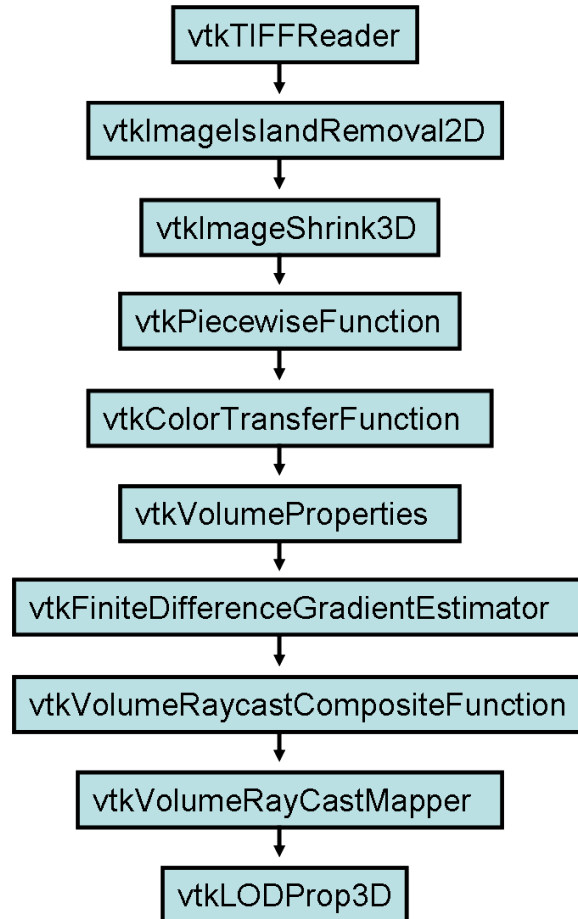 vtkTIFFReader
vtkImageIslandRemoval2D
vtkImageShrink3D
vtkPiecewiseFunction
vtkColorTransferFunction
vtkVolumeProperties
vtkFiniteDifferenceGradientEstimator
vtkVolumeRaycastCompositeFunction
vtkVolumeRayCastMapper
vtkLODProp3D